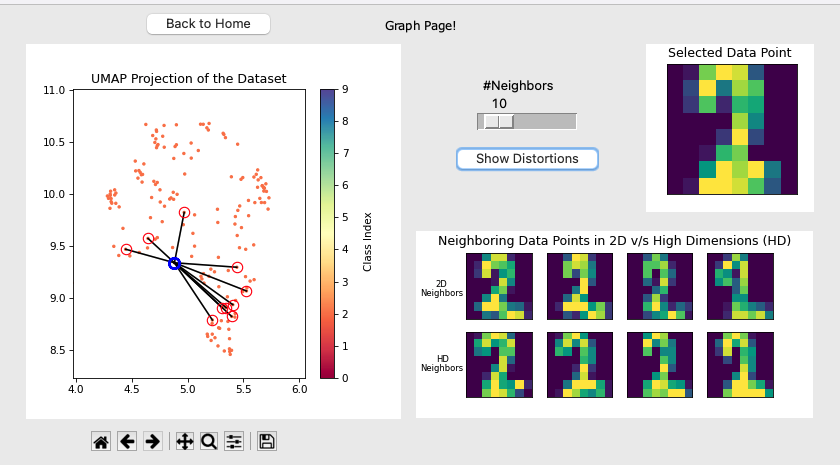 Back to Home
Graph Page!
UMAP Projection of the Dataset
11.0
10.5
10.0
9.5
9.0
8.5
4.0 4.5 5.0 5.5 6.0
9
8
7
6
5
4
3
2
1
0
Class Index
#Neighbors
10
Show Distortions
Selected Data Point
Neighboring Data Points in 2D v/s High Dimensions (HD)
2D
Neighbors
HD
Neighbors